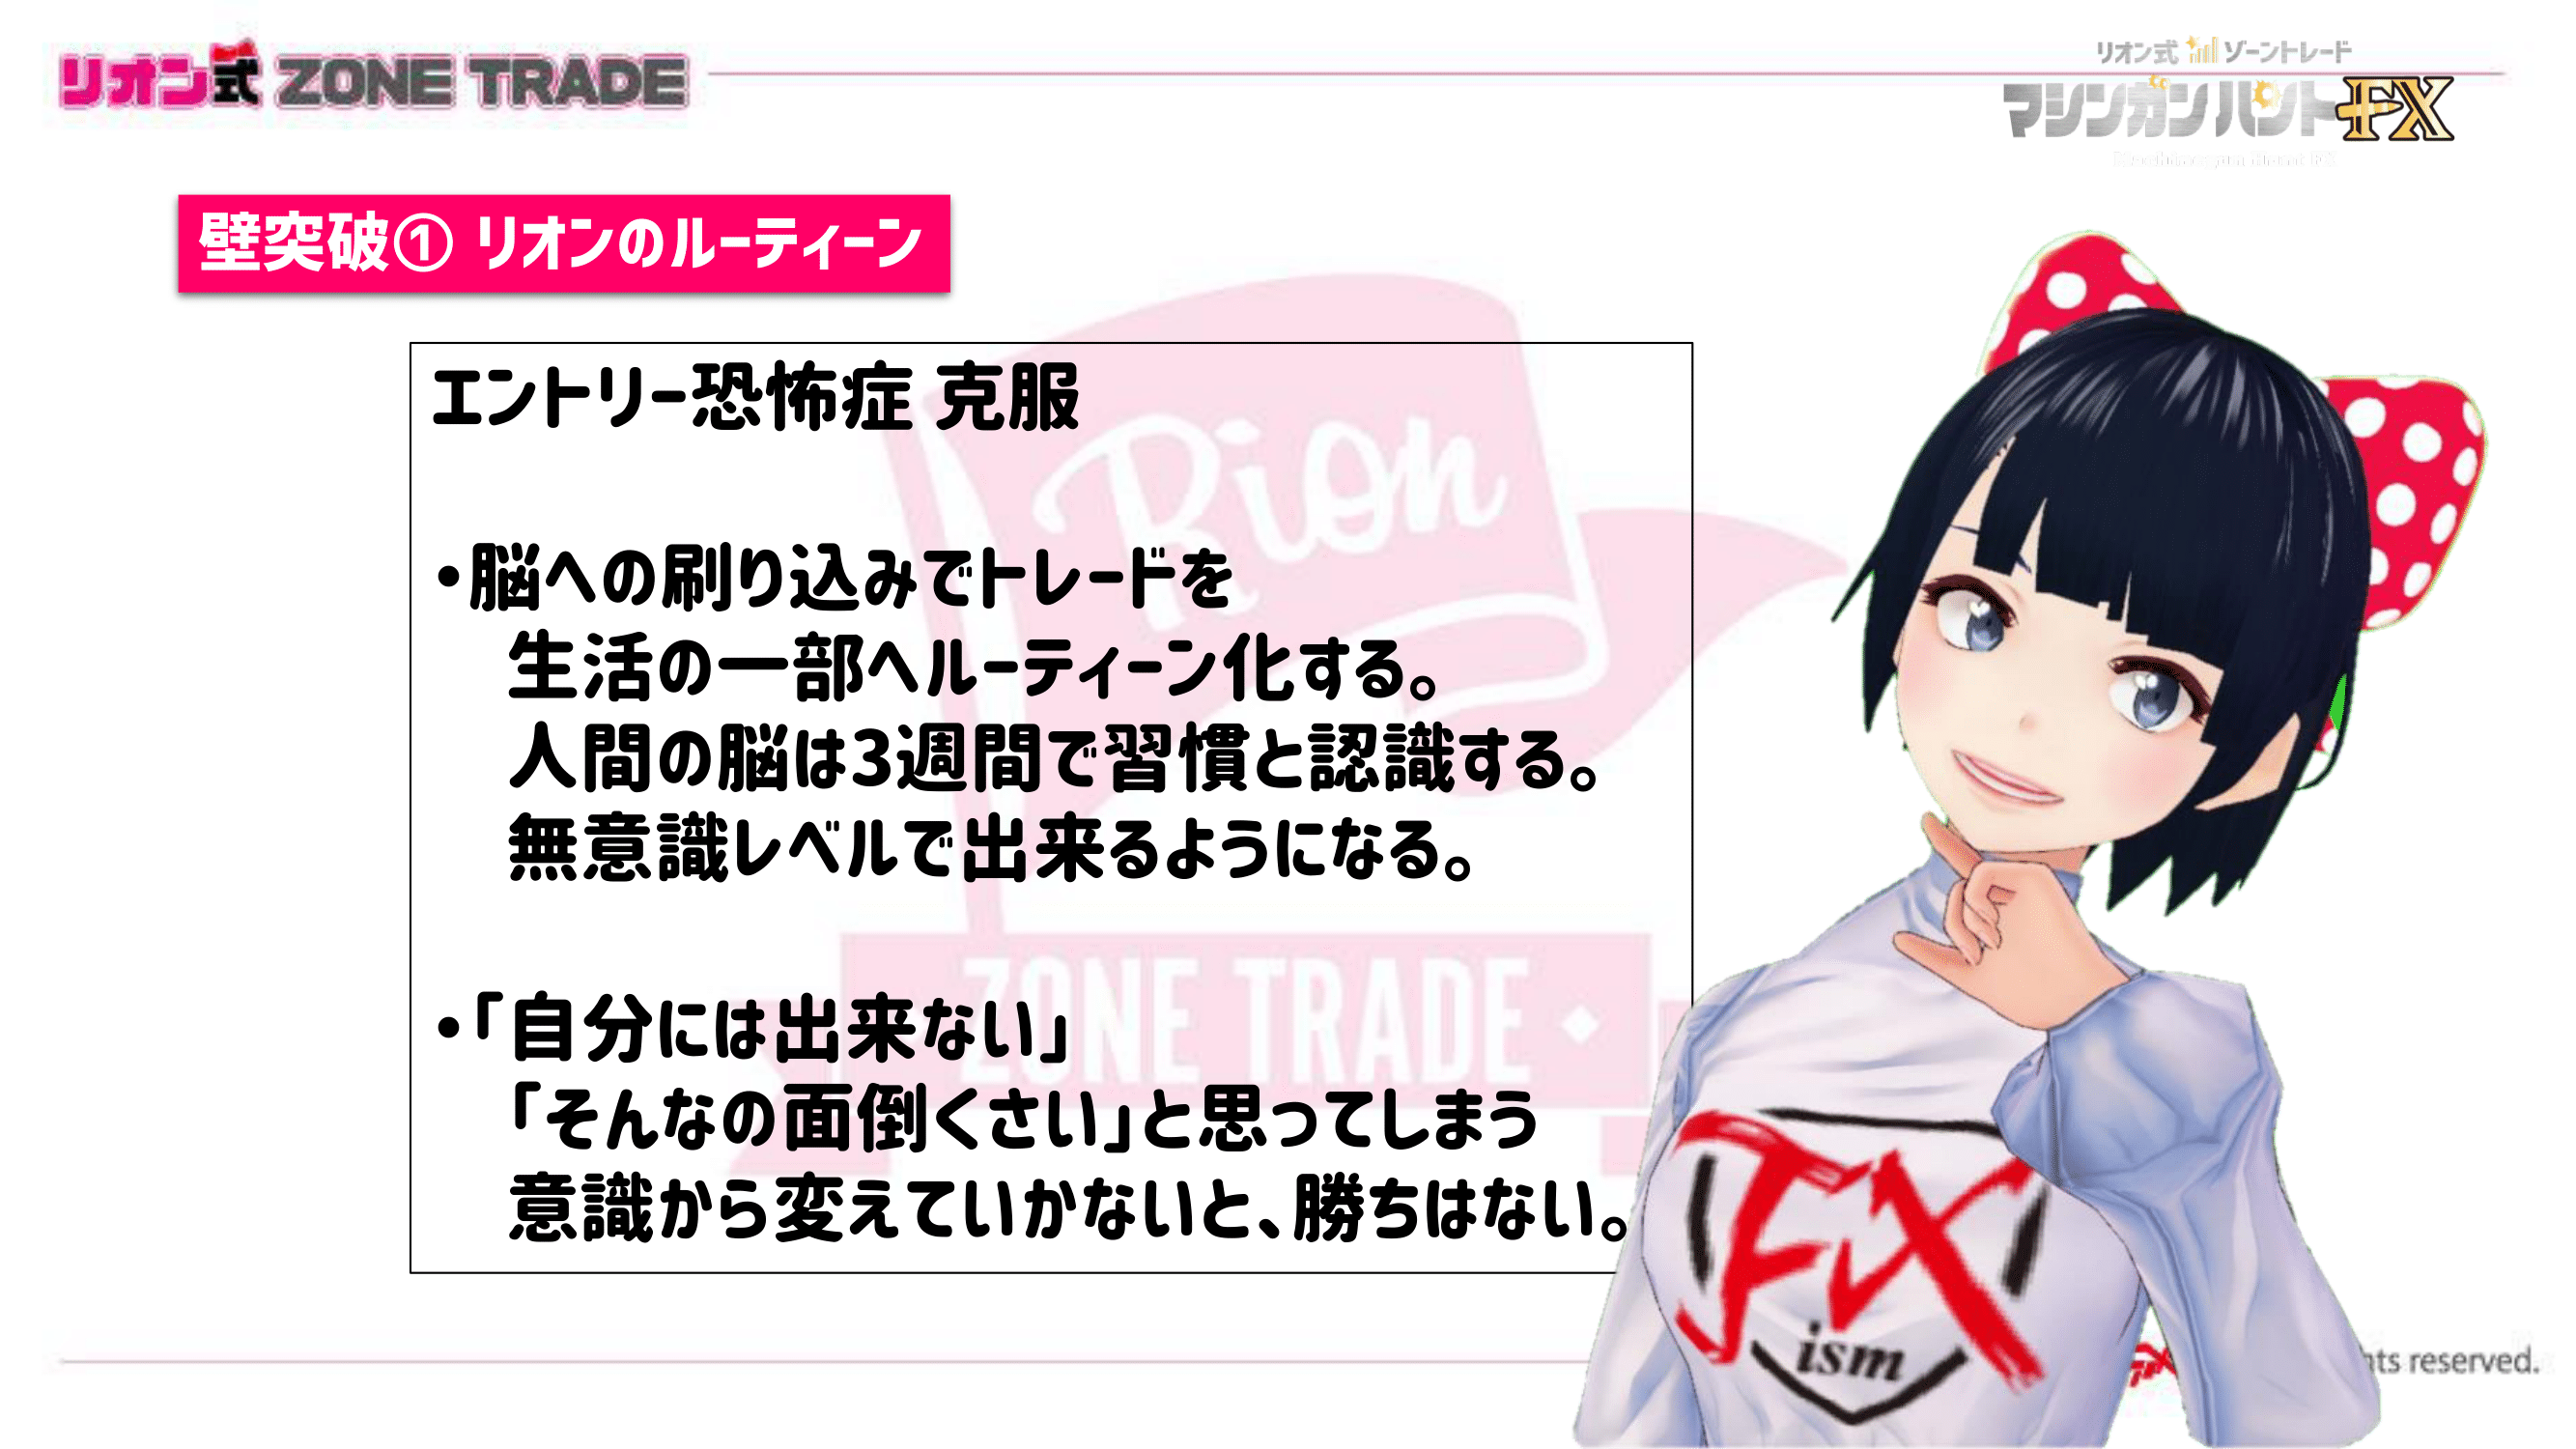 リオン式 ZONE TRADE
リオン式 ゾーントレード
マシンガンハントFX
壁突破① リオンのルーティーン
エントリー恐怖症 克服
・脳への刷り込みでトレードを
生活の一部へルーティーン化する。
人間の脳は3週間で習慣と認識する。
無意識レベルで出来るようになる。
・「自分には出来ない」
「そんなの面倒くさい」と思ってしまう
意識から変えていかないと、勝ちはない。
Rion
ZONE TRADE
FX
ism
reserved.